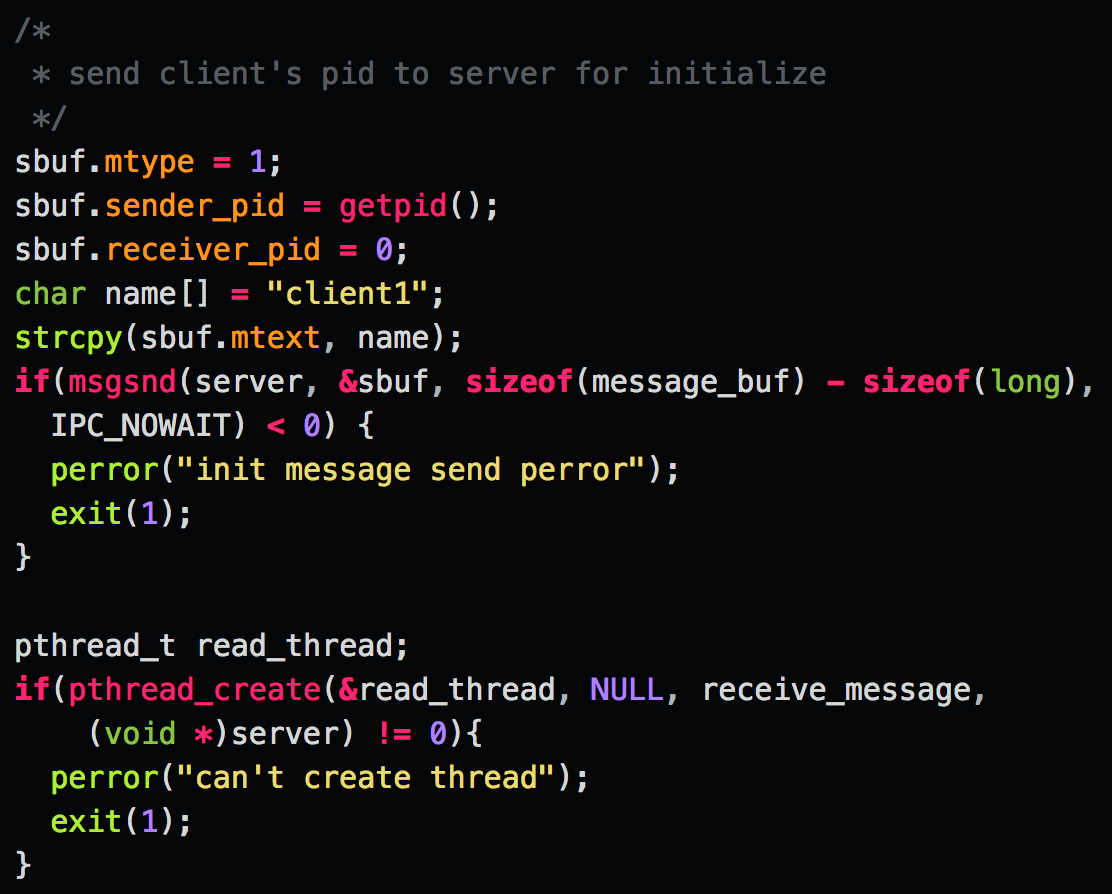 /*
 * send client's pid to server for initialize
 */
sbuf.mtype = 1;
sbuf.sender_pid = getpid();
sbuf.receiver_pid = 0;
char name[] = "client1";
strcpy(sbuf.mtext, name);
if(msgsnd(server, &sbuf, sizeof(message_buf) - sizeof(long),
  IPC_NOWAIT) < 0) {
  perror("init message send perror");
  exit(1);
}

pthread_t read_thread;
if(pthread_create(&read_thread, NULL, receive_message,
    (void *)server) != 0){
  perror("can't create thread");
  exit(1);
}